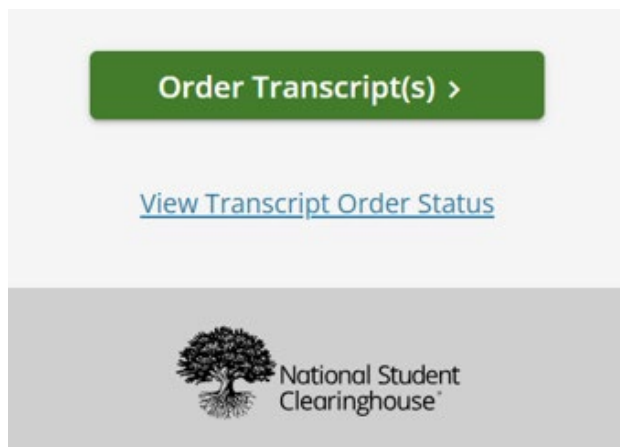 Order Transcript(s) >
View Transcript Order Status
National Student
Clearinghouse